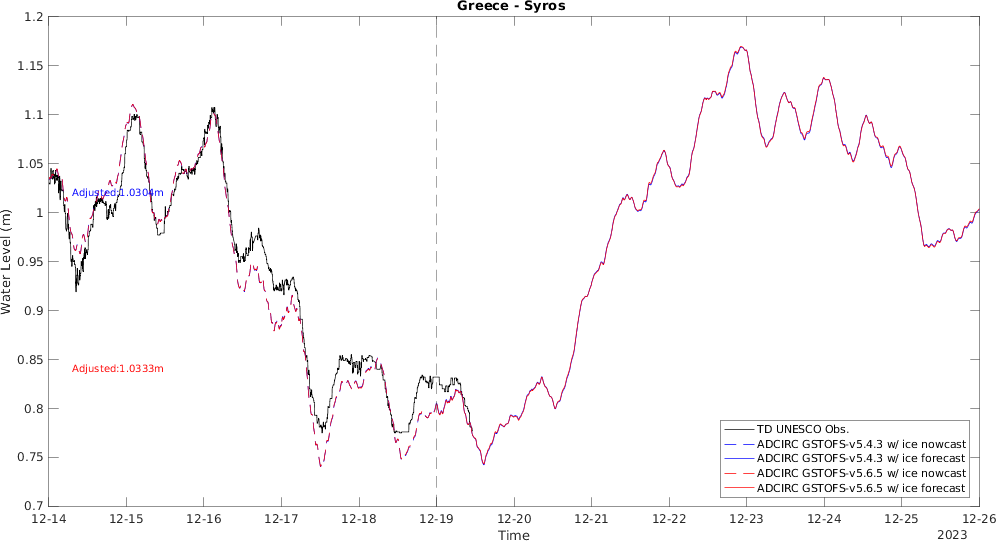 Greece - Syros
1.2
1.15
1.1
1.05
1
0.95
0.9
0.85
0.8
0.75
0.7
Water Level (m)
Adjusted:1.0304m
Adjusted:1.0333m
TD UNESCO Obs.
ADCIRC GSTOFS-v5.4.3 w/ ice nowcast
ADCIRC GSTOFS-v5.4.3 w/ ice forecast
ADCIRC GSTOFS-v5.6.5 w/ ice nowcast
ADCIRC GSTOFS-v5.6.5 w/ ice forecast
12-14 12-15 12-16 12-17 12-18 12-19 12-20 12-21 12-22 12-23 12-24 12-25 12-26
Time
2023